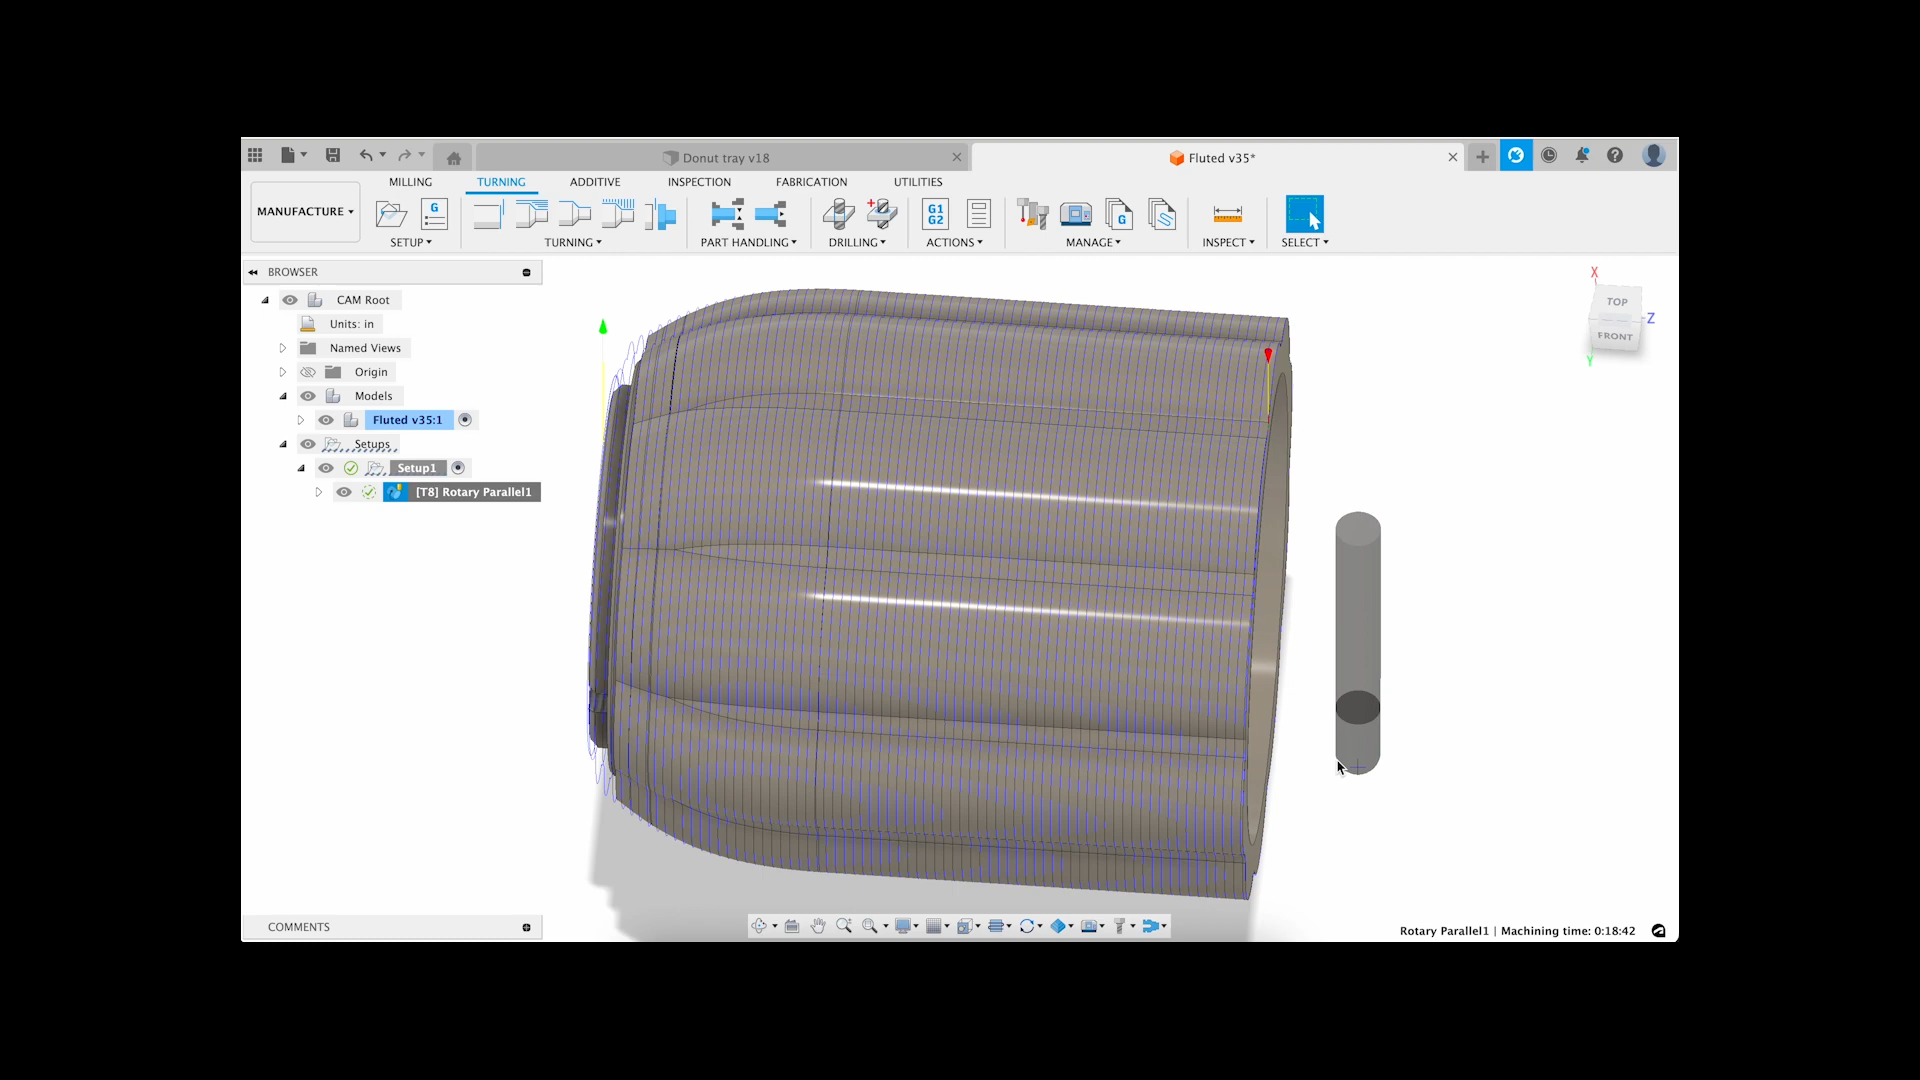 Donut tray v18
Fluted v35*
MANUFACTURE
MILLING
TURNING
ADDITIVE
INSPECTION
FABRICATION
UTILITIES
G
G1
G2
G
SETUP
TURNING
PART HANDLING
DRILLING
ACTIONS
MANAGE
INSPECT
SELECT
BROWSER
CAM Root
Units: in
Named Views
Origin
Models
Fluted v35:1
Setups
Setup1
[T8] Rotary Parallel1
X
TOP
Z
FRONT
Y
COMMENTS
Rotary Parallel1 | Machining time: 0:18:42